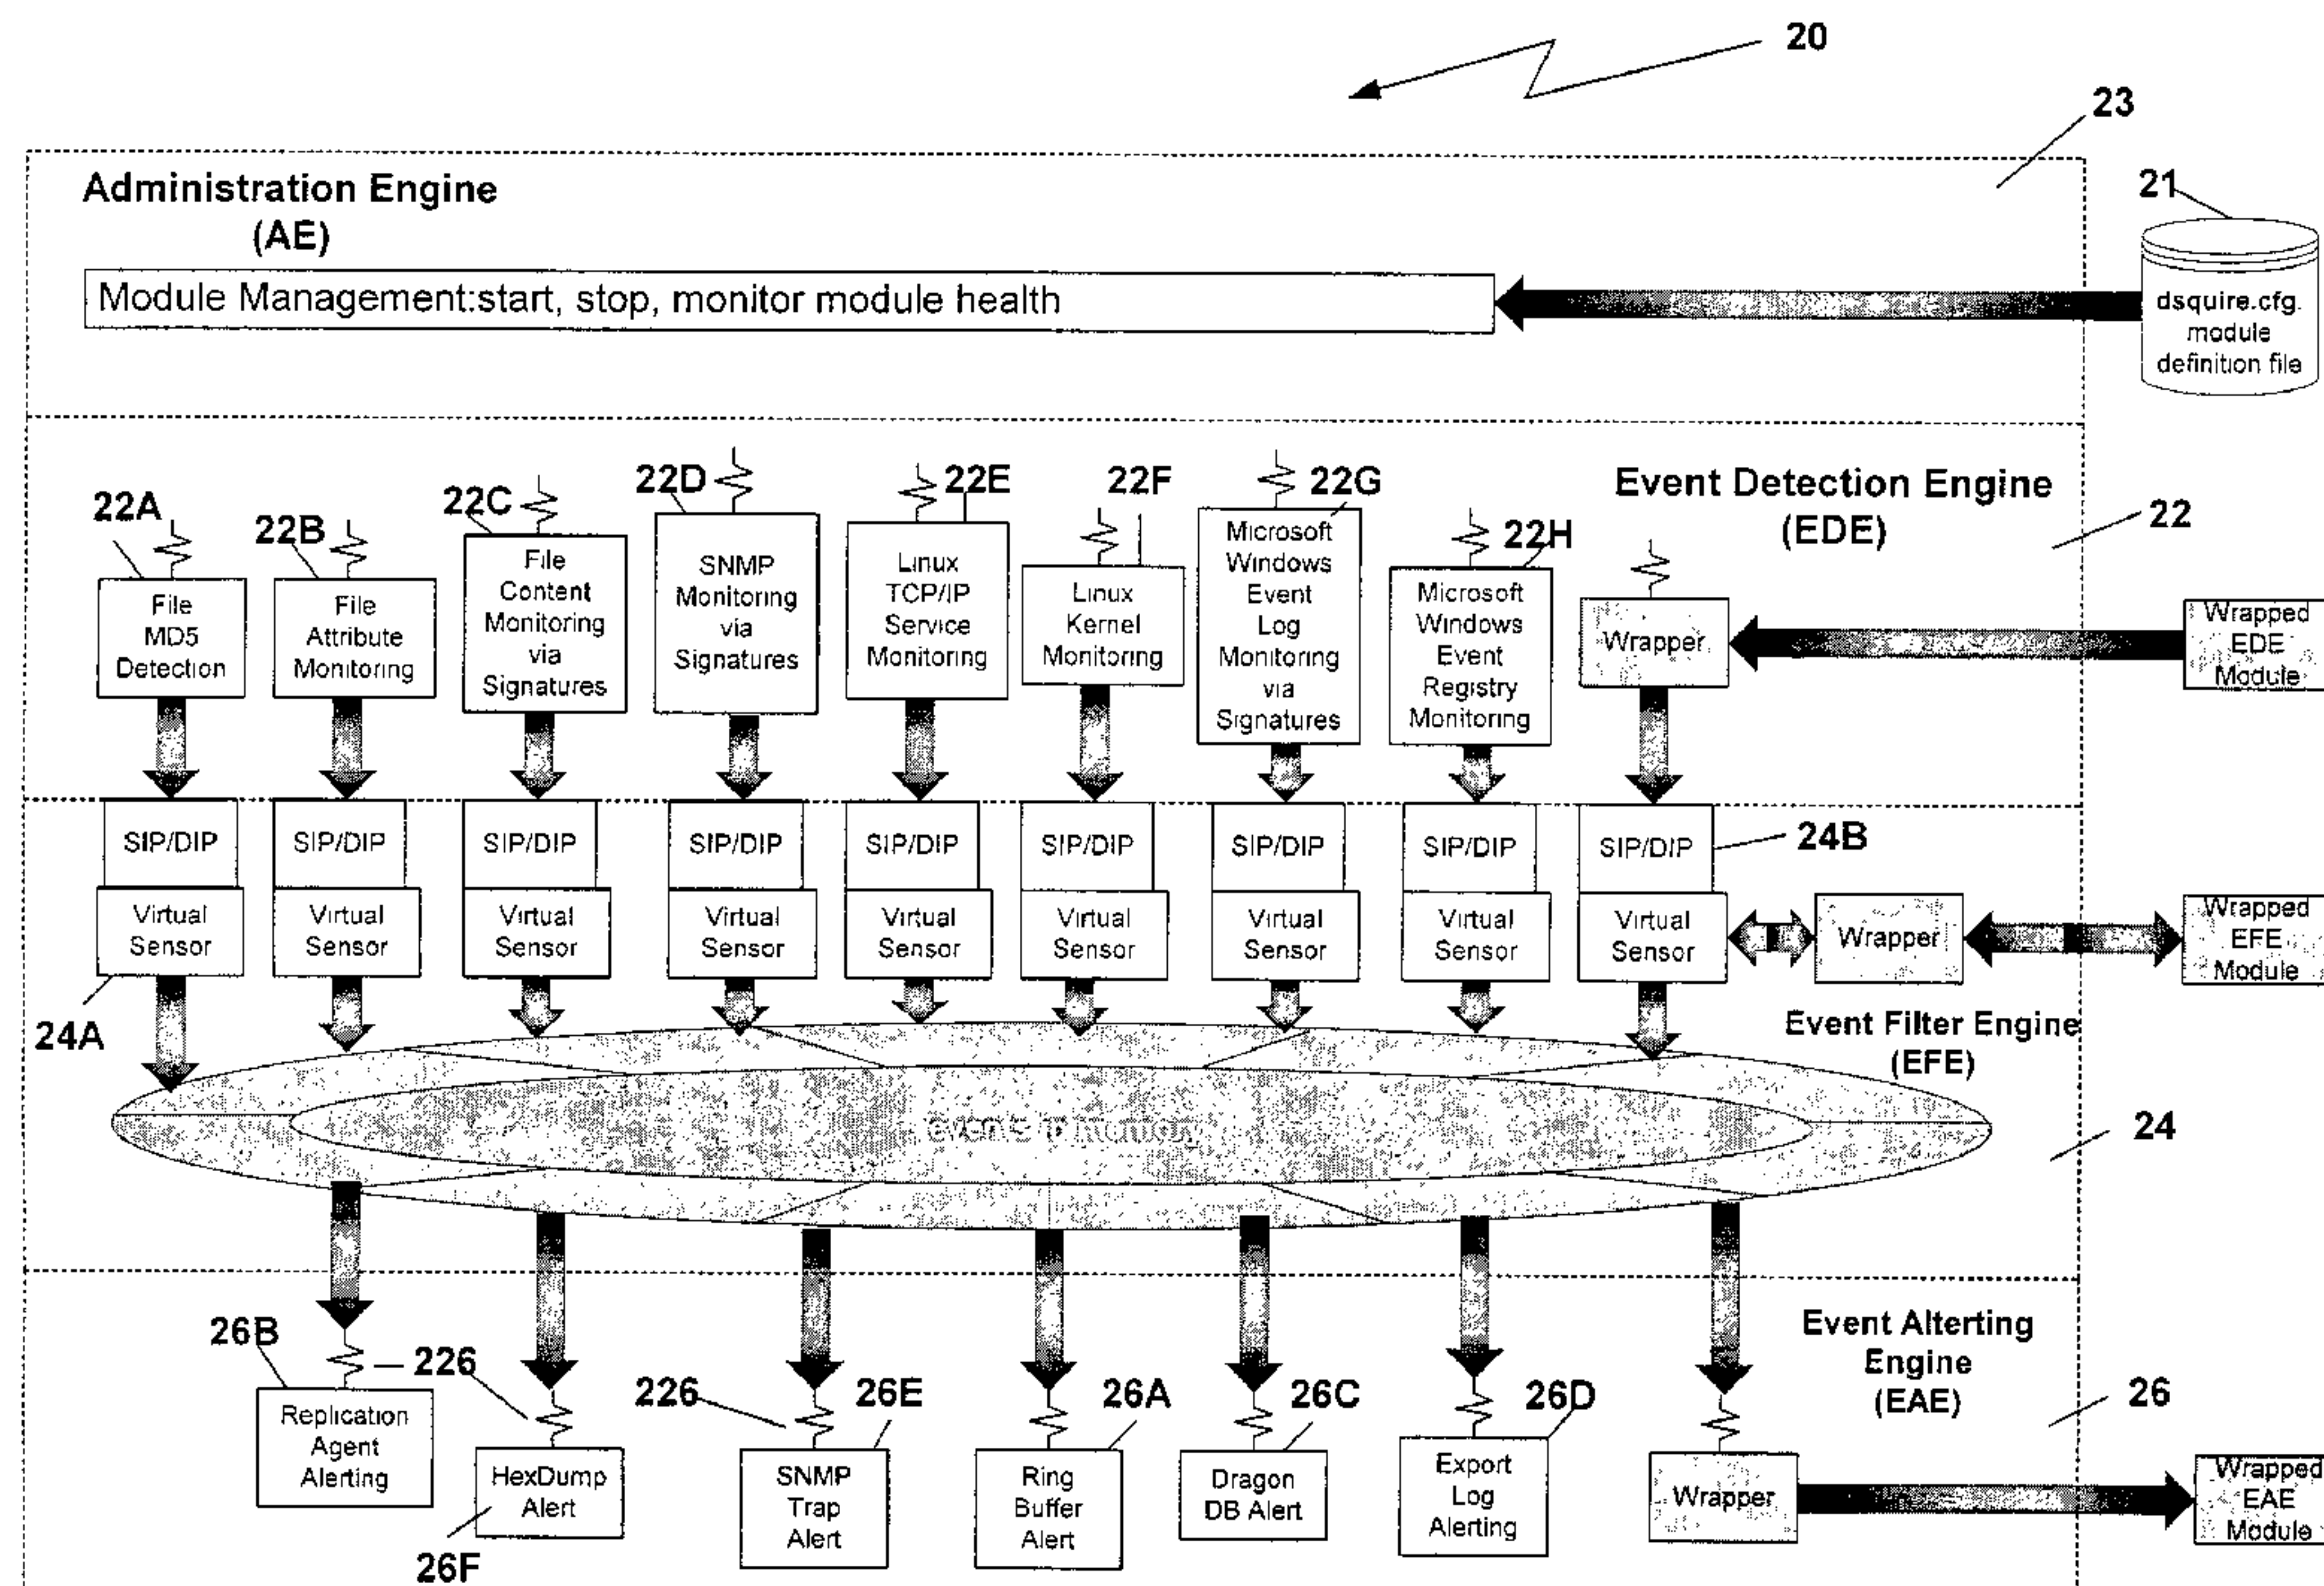 20
23
Administration Engine
(AE)
21
Module Management:start, stop, monitor module health
dsquire.cfg.
module
definition file
22A
22B
22C
22D
22E
22F
22G
22H
Event Detection Engine
(EDE)
22
File
MD5
Detection
File
Attribute
Monitoring
File
Content
Monitoring
via
Signatures
SNMP
Monitoring
via
Signatures
Linux
TCP/IP
Service
Monitoring
Linux
Kernel
Monitoring
Microsoft
Windows
Event
Log
Monitoring
via
Signatures
Microsoft
Windows
Event
Registry
Monitoring
Wrapper
Wrapped
EDE
Module
SIP/DIP
SIP/DIP
SIP/DIP
SIP/DIP
SIP/DIP
SIP/DIP
SIP/DIP
SIP/DIP
SIP/DIP
24B
Virtual
Sensor
Virtual
Sensor
Virtual
Sensor
Virtual
Sensor
Virtual
Sensor
Virtual
Sensor
Virtual
Sensor
Virtual
Sensor
Virtual
Sensor
Wrapper
Wrapped
EFE
Module
24A
Event Filter Engine
(EFE)
events in memory
24
Event Alterting
Engine
(EAE)
26
26B
226
226
26E
26A
26C
26D
Replication
Agent
Alerting
HexDump
Alert
26F
SNMP
Trap
Alert
Ring
Buffer
Alert
Dragon
DB Alert
Export
Log
Alerting
Wrapper
Wrapped
EAE
Module